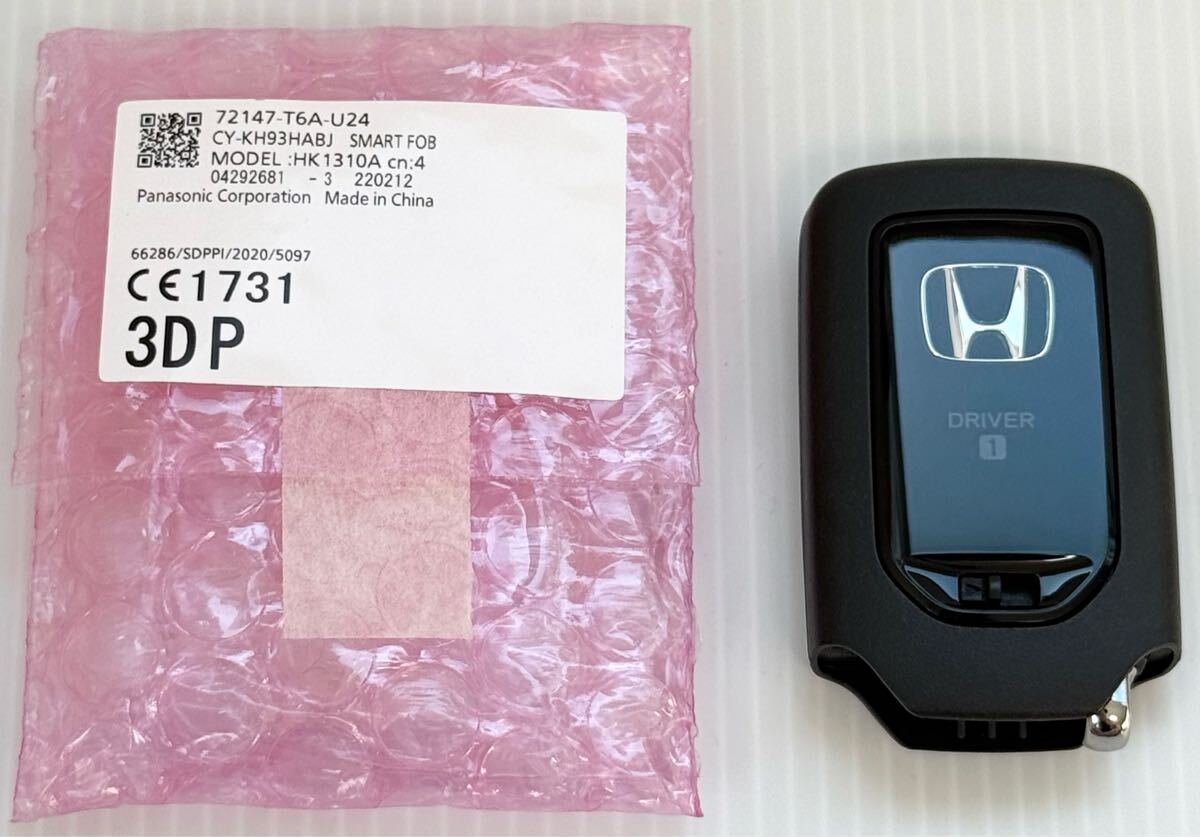 72147-T6A-U24
CY-KH93HABJ SMART FOB
MODEL :HK1310A cn:4
04292681 -3 220212
Panasonic Corporation Made in China
66286/SDPPI/2020/5097
CE1731
3DP
DRIVER
1